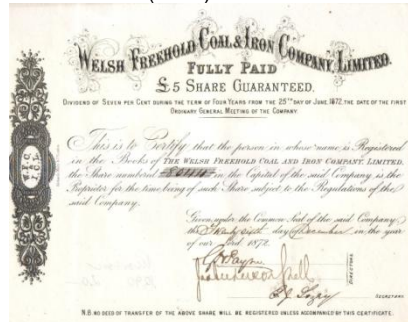 WELSH FREEHOLD COAL & IRON COMPANY, LIMITED.
FULLY PAID
£5 SHARE GUARANTEED.
DIVIDEND OF SEVEN PER CENT DURING THE TERM OF FOUR YEARS FROM THE 25TH DAY OF JUNE, 1872, THE DATE OF THE FIRST
ORDINARY GENERAL MEETING OF THE COMPANY.
This is to Certify that the person in whose name is Registered
in the Books of THE WELSH FREEHOLD COAL AND IRON COMPANY, LIMITED,
the Share numbered in the Capital of the said Company is the
Proprietor for the time being of such Share subject to the Regulations of the
said Company.
Given under the Common Seal of the said Company,
this Twenty sixth day of December in the year
of our Lord 1872.
DIRECTORS.
SECRETARY.
N.B. NO DEED OF TRANSFER OF THE ABOVE SHARE WILL BE REGISTERED UNLESS ACCOMPANIED BY THIS CERTIFICATE.